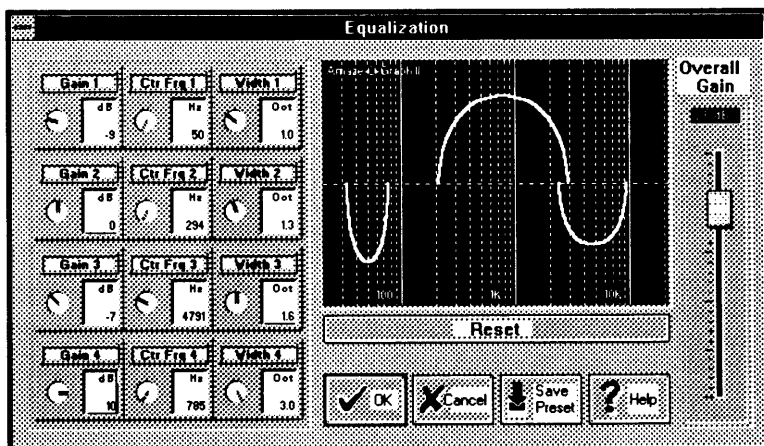 Equalization
Gain 1 Ctr Frq 1 Width 1
dB Hz Oct
-9 50 1.0
Gain 2 Ctr Frq 2 Width 2
dB Hz Oct
0 294 1.3
Gain 3 Ctr Frq 3 Width 3
dB Hz Oct
-7 4791 1.6
Gain 4 Ctr Frq 4 Width 4
dB Hz Oct
10 785 3.0
100 1K 10K
Reset
OK
Cancel
Save
Preset
Help
Overall
Gain